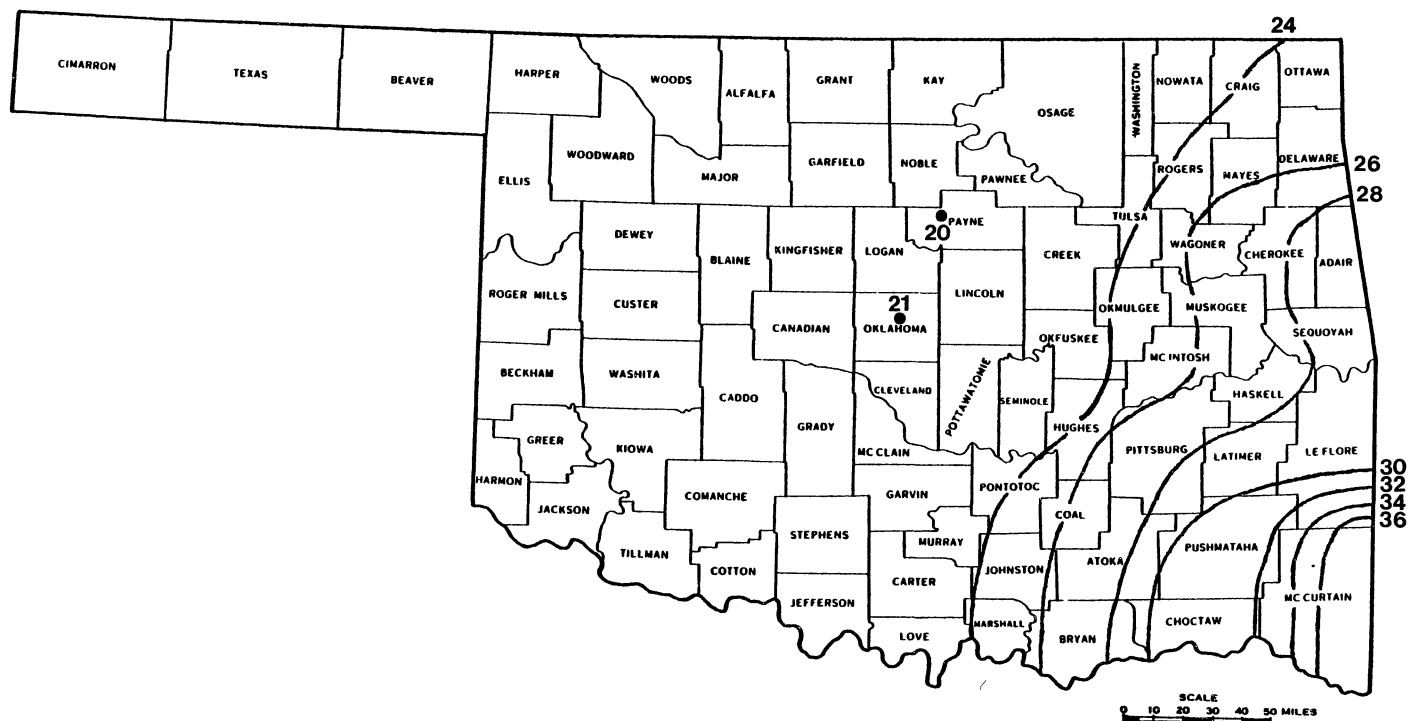 24
CIMARRON
TEXAS
BEAVER
HARPER
WOODS
ALFALFA
GRANT
KAY
OSAGE
WASHINGTON
NOWATA
CRAIG
OTTAWA
ELLIS
WOODWARD
MAJOR
GARFIELD
NOBLE
PAWNEE
ROGERS
MAYES
DELAWARE
26
28
DEWEY
BLAINE
KINGFISHER
LOGAN
20
PAYNE
CREEK
TULSA
WAGONER
CHEROKEE
ADAIR
ROGER MILLS
CUSTER
CANADIAN
21
OKLAHOMA
LINCOLN
OKMULGEE
MUSKOGEE
SEQUOYAH
OKFUSKEE
MC INTOSH
BECKHAM
WASHITA
CADDO
CLEVELAND
POTTAWATOMIE
SEMINOLE
HASKELL
GREER
KIOWA
GRADY
MC CLAIN
HUGHES
PITTSBURG
LATIMER
LE FLORE
HARMON
JACKSON
COMANCHE
GARVIN
PONTOTOC
COAL
30
32
34
36
TILLMAN
COTTON
STEPHENS
MURRAY
JOHNSTON
ATOKA
PUSHMATAHA
JEFFERSON
CARTER
LOVE
MARSHALL
BRYAN
CHOCTAW
MC CURTAIN
SCALE
0 10 20 30 40 50 MILES